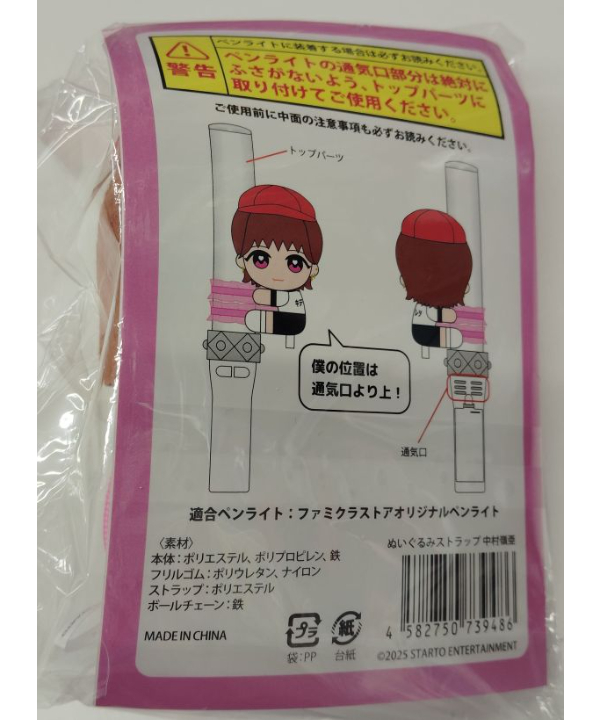 ペンライトに装着する場合は必ずお読みください。
警告
ペンライトの通気口部分は絶対に
ふさがないよう、トップパーツに
取り付けてご使用ください。
ご使用前に中面の注意事項も必ずお読みください。
トップパーツ
僕の位置は
通気口より上!
通気口
適合ペンライト:ファミクラストアオリジナルペンライト
〈素材〉
本体:ポリエステル、ポリプロピレン、鉄
フリルゴム:ポリウレタン、ナイロン
ストラップ:ポリエステル
ボールチェーン:鉄
MADE IN CHINA
プラ
袋:PP
紙
台紙
ぬいぐるみストラップ 中村嶺亜
4 582750 739486
©2025 STARTO ENTERTAINMENT